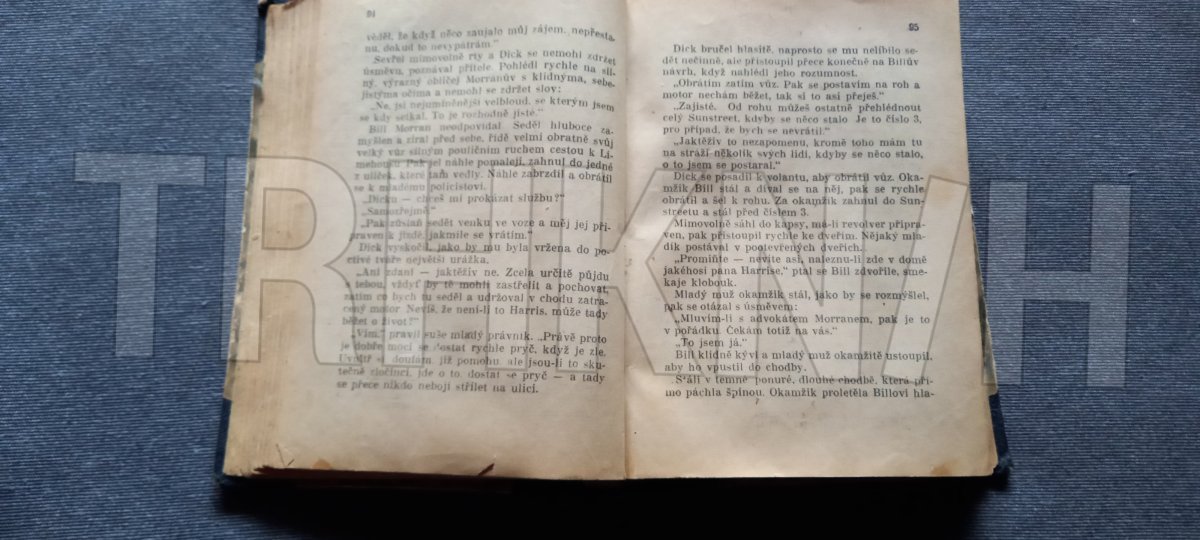 94
věděl, že když něco zaujalo můj zájem, nepřesta-
nu, dokud to nevypátrám."
Sevřel mimovolně rty a Dick se nemohl zdržet
úsměvu, poznával přítele. Pohlédl rychle na sil-
ný, výrazný obličej Morranův s klidnýma, sebe-
jistýma očima a nemohl se zdržet slov:
„Ne, jsi nejumíněnější velbloud, se kterým jsem
se kdy setkal. To je rozhodně jisté."
Bill Morran neodpovídal Seděl hluboce za-
myšlen a zíral před sebe, řídě velmi obratně svůj
velký vůz silným pouličním ruchem cestou k Li-
mehousu Pak jel náhle pomaleji, zahnul do jedné
z uliček, které tam vedly. Náhle zabrzdil a obrátil
se k mladému policistovi.
„Dicku — chceš mi prokázat službu?"
„Samozřejmě."
„Pak zůstaň sedět venku ve voze a měj jej při-
praven k jízdě jakmile se vrátím."
Dick vyskočil, jako by mu byla vržena do po-
ctivé tváře největší urážka.
„Ani zdání — jaktěživ ne. Zcela určitě půjdu
s tebou, vždyť by tě mohli zastřelit a pochovat,
zatím co bych tu seděl a udržoval v chodu zatra-
cený motor Nevíš, že není-li to Harris, může tady
běžet o život?"
„Vím," pravil suše mladý právník. „Právě proto
je dobře moci se dostat rychle pryč, když je zle.
Uvnitř si doufám, již pomohu, ale jsou-li to sku-
tečně zločinci, jde o to, dostat se pryč — a tady
se přece nikdo nebojí střílet na ulici.
95
Dick bručel hlasitě, naprosto se mu nelíbilo se-
dět nečinně, ale přistoupil přece konečně na Billův
návrh, když nahlédl jeho rozumnost.
„Obrátím zatím vůz. Pak se postavím na roh a
motor nechám běžet, tak si to asi přeješ."
„Zajisté. Od rohu můžeš ostatně přehlédnout
celý Sunstreet, kdyby se něco stalo Je to číslo 3,
pro případ, že bych se nevrátil."
„Jaktěživ to nezapomenu, kromě toho mám tu
na stráži několik svých lidí, kdyby se něco stalo,
o to jsem se postaral."
Dick se posadil k volantu, aby obrátil vůz. Oka-
mžik Bill stál a díval se na něj, pak se rychle
obrátil a šel k rohu. Za okamžik zahnul do Sun-
streetu a stál před číslem 3.
Mimovolně sáhl do kapsy, má-li revolver připra-
ven, pak přistoupil rychle ke dveřím. Nějaký mla-
dík postával v pootevřených dveřích.
„Promiňte — nevíte asi, naleznu-li zde v domě
jakéhosi pána Harrise," ptal se Bill zdvořile, sme-
kaje klobouk.
Mladý muž okamžik stál, jako by se rozmýšlel,
pak se otázal s úsměvem:
„Mluvím-li s advokátem Morranem, pak je to
v pořádku. Čekám totiž na vás."
„To jsem já."
Bill klidně kývl a mladý muž okamžitě ustoupil,
aby ho vpustil do chodby.
Stáli v temné ponuré, dlouhé chodbě, která pří-
mo páchla špínou. Okamžik proletěla Billovi hla-
TRHKNIH